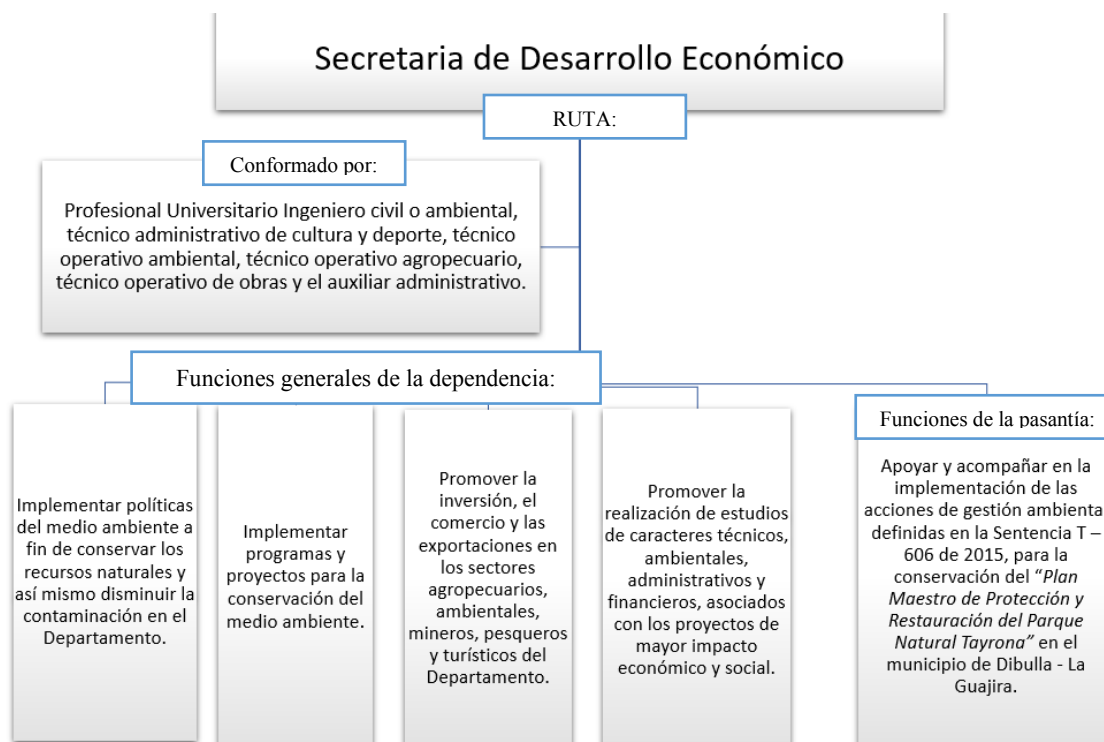 Secretaria de Desarrollo Económico
RUTA:
Conformado por:
Profesional Universitario Ingeniero civil o ambiental,
técnico administrativo de cultura y deporte, técnico
operativo ambiental, técnico operativo agropecuario,
técnico operativo de obras y el auxiliar administrativo.
Funciones generales de la dependencia:
Implementar políticas
del medio ambiente a
fin de conservar los
recursos naturales y
así mismo disminuir la
contaminación en el
Departamento.
Implementar
programas y
proyectos para la
conservación del
medio ambiente.
Promover la
inversión, el
comercio y las
exportaciones en
los sectores
agropecuarios,
ambientales,
mineros, pesqueros
y turísticos del
Departamento.
Promover la
realización de estudios
de caracteres técnicos,
ambientales,
administrativos y
financieros, asociados
con los proyectos de
mayor impacto
económico y social.
Funciones de la pasantía:
Apoyar y acompañar en la
implementación de las
acciones de gestión ambienta
definidas en la Sentencia T –
606 de 2015, para la
conservación del “Plan
Maestro de Protección y
Restauración del Parque
Natural Tayrona” en el
municipio de Dibulla - La
Guajira.